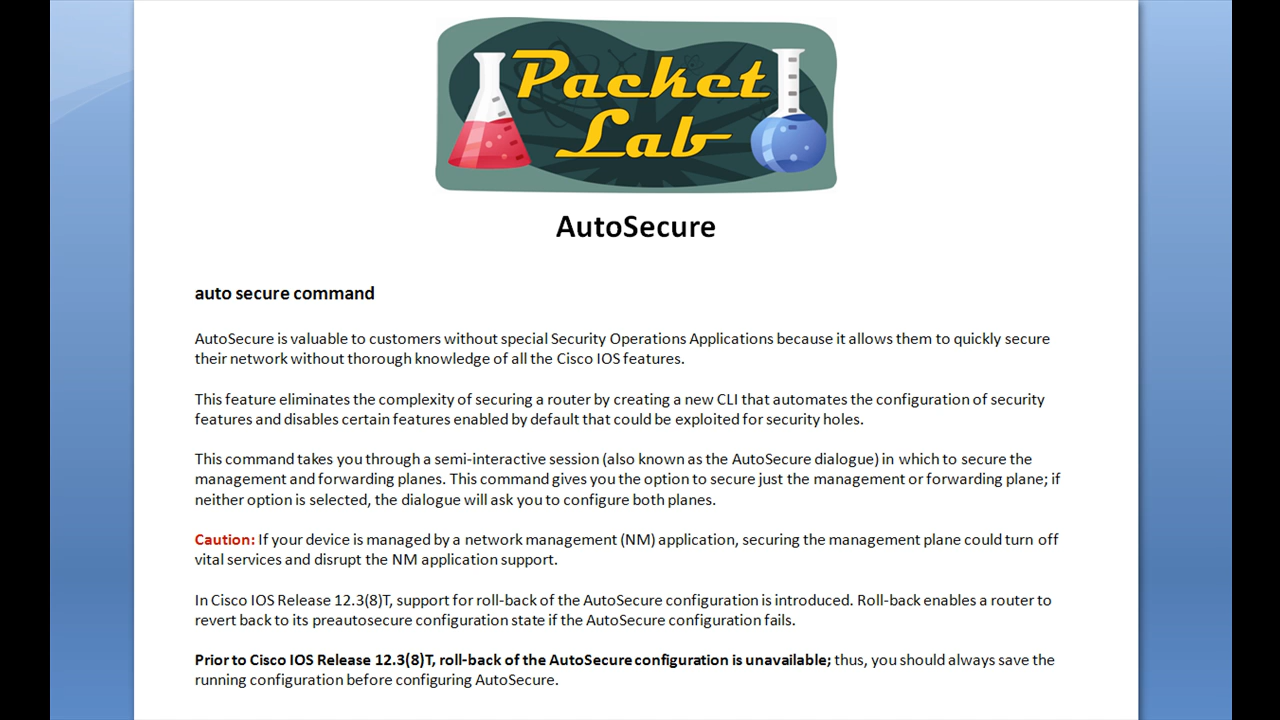 Packet
Lab
AutoSecure
auto secure command
AutoSecure is valuable to customers without special Security Operations Applications because it allows them to quickly secure
their network without thorough knowledge of all the Cisco IOS features.
This feature eliminates the complexity of securing a router by creating a new CLI that automates the configuration of security
features and disables certain features enabled by default that could be exploited for security holes.
This command takes you through a semi-interactive session (also known as the AutoSecure dialogue) in which to secure the
management and forwarding planes. This command gives you the option to secure just the management or forwarding plane; if
neither option is selected, the dialogue will ask you to configure both planes.
Caution: If your device is managed by a network management (NM) application, securing the management plane could turn off
vital services and disrupt the NM application support.
In Cisco IOS Release 12.3(8)T, support for roll-back of the AutoSecure configuration is introduced. Roll-back enables a router to
revert back to its preautosecure configuration state if the AutoSecure configuration fails.
Prior to Cisco IOS Release 12.3(8)T, roll-back of the AutoSecure configuration is unavailable; thus, you should always save the
running configuration before configuring AutoSecure.